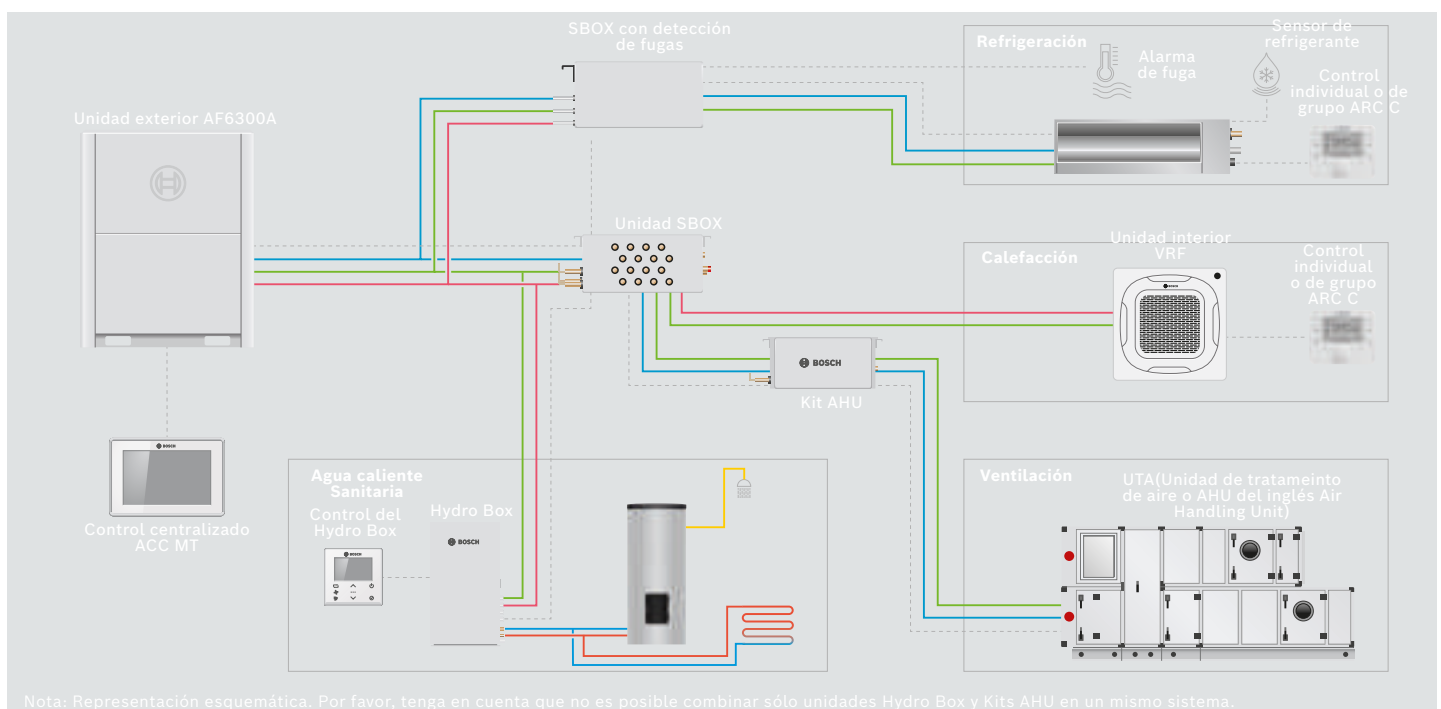 SBOX con detección
de fugas
Refrigeración
Sensor de
refrigerante
Alarma
de fuga
Control
individual o de
grupo ARC C
Unidad exterior AF6300A
Unidad SBOX
Calefacción
Unidad interior
VRF
Control
individual
o de grupo
ARC C
BOSCH
BOSCH
Kit AHU
BOSCH
Control centralizado
ACC MT
Agua caliente
Sanitaria
Control del
Hydro Box
BOSCH
Hydro Box
BOSCH
Ventilación
UTA(Unidad de tratameinto
de aire o AHU del inglés Air
Handling Unit)
Nota: Representación esquemática. Por favor, tenga en cuenta que no es posible combinar sólo unidades Hydro Box y Kits AHU en un mismo sistema.